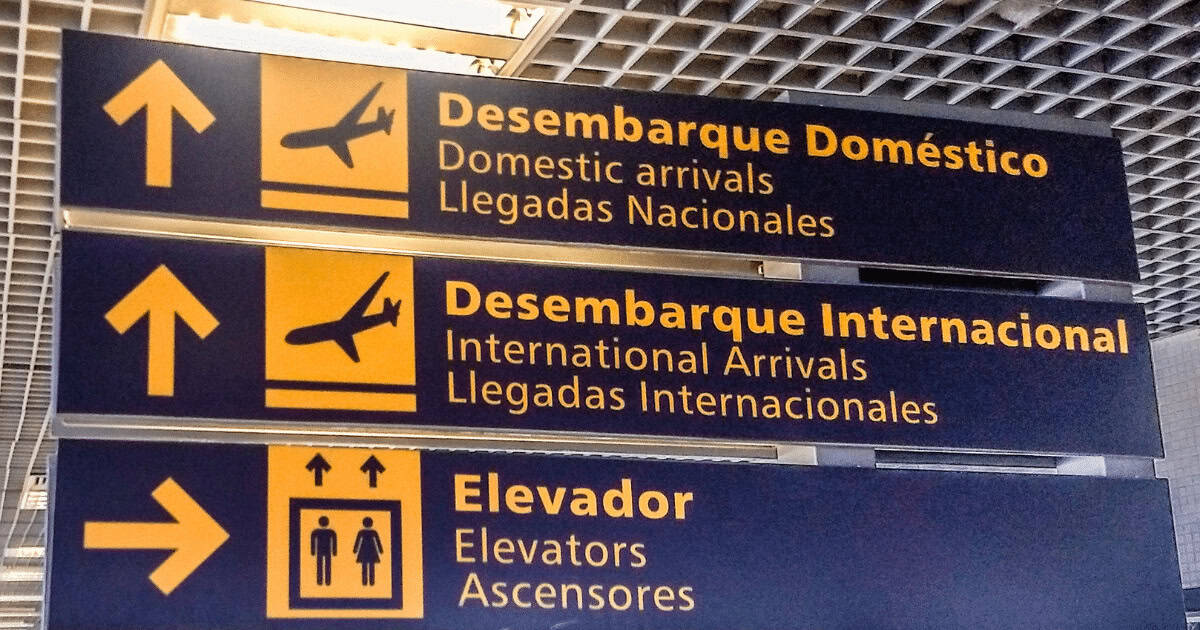 Desembarque Doméstico
Domestic arrivals
Llegadas Nacionales
Desembarque Internacional
International Arrivals
Llegadas Internacionales
Elevador
Elevators
Ascensores